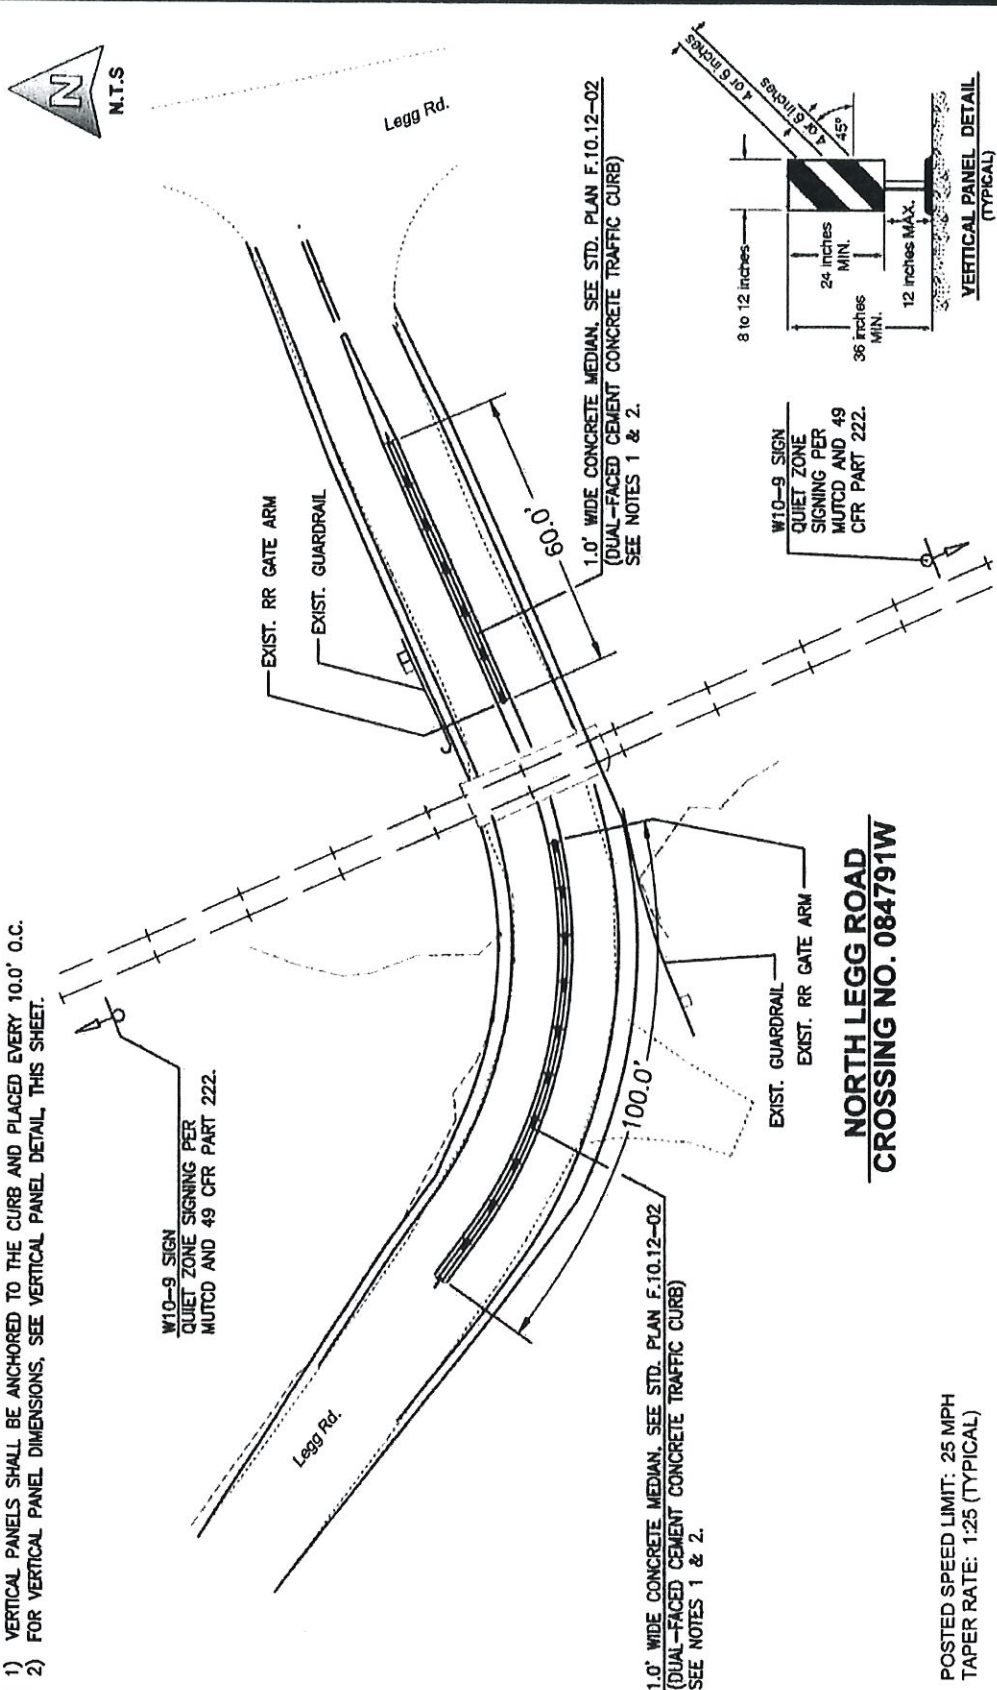 1) VERTICAL PANELS SHALL BE ANCHORED TO THE CURB AND PLACED EVERY 10.0' O.C.
2) FOR VERTICAL PANEL DIMENSIONS, SEE VERTICAL PANEL DETAIL, THIS SHEET.
N
N.T.S
W10-9 SIGN
QUIET ZONE SIGNING PER
MUTCD AND 49 CFR PART 222.
EXIST. RR GATE ARM
EXIST. GUARDRAIL
Legg Rd.
Legg Rd.
60.0'
100.0'
1.0' WIDE CONCRETE MEDIAN, SEE STD. PLAN F.10.12-02
(DUAL-FACED CEMENT CONCRETE TRAFFIC CURB)
SEE NOTES 1 & 2.
1.0' WIDE CONCRETE MEDIAN, SEE STD. PLAN F.10.12-02
(DUAL-FACED CEMENT CONCRETE TRAFFIC CURB)
SEE NOTES 1 & 2.
EXIST. GUARDRAIL
EXIST. RR GATE ARM
W10-9 SIGN
QUIET ZONE
SIGNING PER
MUTCD AND 49
CFR PART 222.
NORTH LEGG ROAD
CROSSING NO. 084791W
8 to 12 inches
24 inches
MIN.
36 inches
MIN.
12 inches MAX.
4 or 6 inches
4 or 6 inches
45°
VERTICAL PANEL DETAIL
(TYPICAL)
POSTED SPEED LIMIT: 25 MPH
TAPER RATE: 1:25 (TYPICAL)